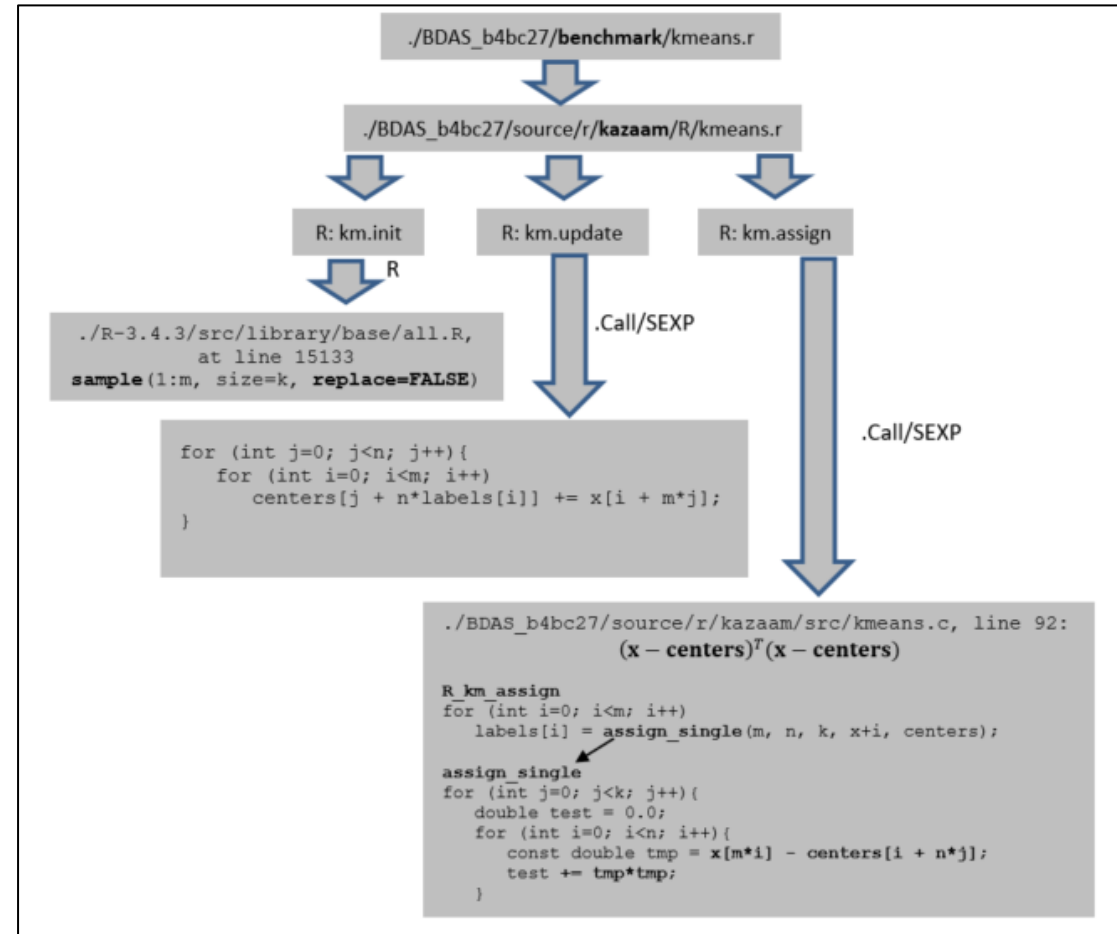 ./BDAS_b4bc27/benchmark/kmeans.r
./BDAS_b4bc27/source/r/kazaam/R/kmeans.r
R: km.init
R: km.update
R: km.assign
R
./R-3.4.3/src/library/base/all.R,
at line 15133
sample(1:m, size=k, replace=FALSE)
.Call/SEXP
for (int j=0; j<n; j++){
   for (int i=0; i<m; i++)
      centers[j + n*labels[i]] += x[i + m*j];
}
.Call/SEXP
./BDAS_b4bc27/source/r/kazaam/src/kmeans.c, line 92:
(x − centers)ᵀ(x − centers)
R_km_assign
for (int i=0; i<m; i++)
   labels[i] = assign_single(m, n, k, x+i, centers);
assign_single
for (int j=0; j<k; j++){
   double test = 0.0;
   for (int i=0; i<n; i++){
      const double tmp = x[m*i] - centers[i + n*j];
      test += tmp*tmp;
   }